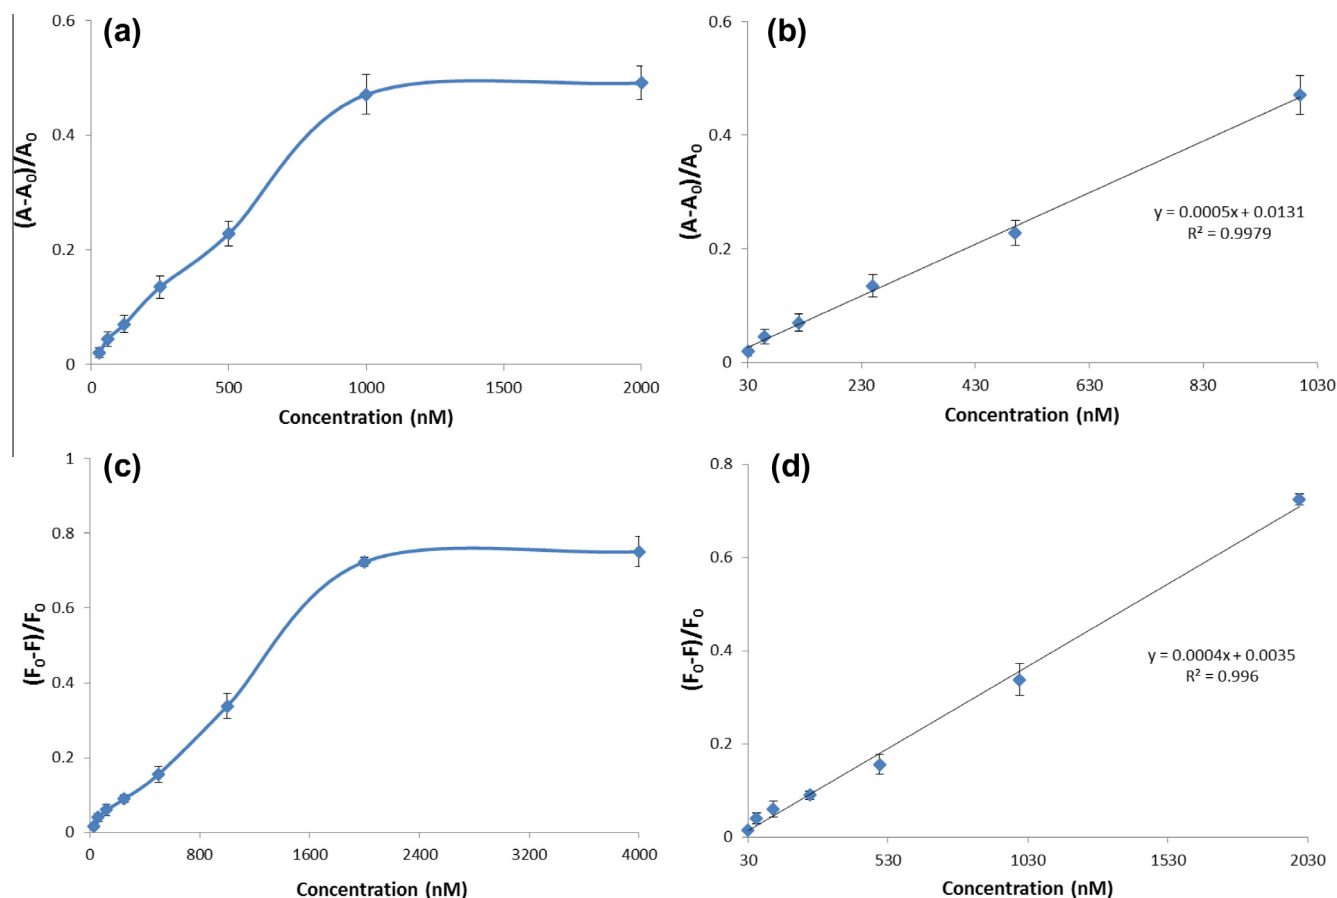 (a)
0.6
0.4
0.2
0
(A-A₀)/A₀
0 500 1000 1500 2000
Concentration (nM)
(b)
0.6
0.4
0.2
0
(A-A₀)/A₀
y = 0.0005x + 0.0131
R² = 0.9979
30 230 430 630 830 1030
Concentration (nM)
(c)
1
0.8
0.6
0.4
0.2
0
(F₀-F)/F₀
0 800 1600 2400 3200 4000
Concentration (nM)
(d)
0.8
0.6
0.4
0.2
0
(F₀-F)/F₀
y = 0.0004x + 0.0035
R² = 0.996
30 530 1030 1530 2030
Concentration (nM)